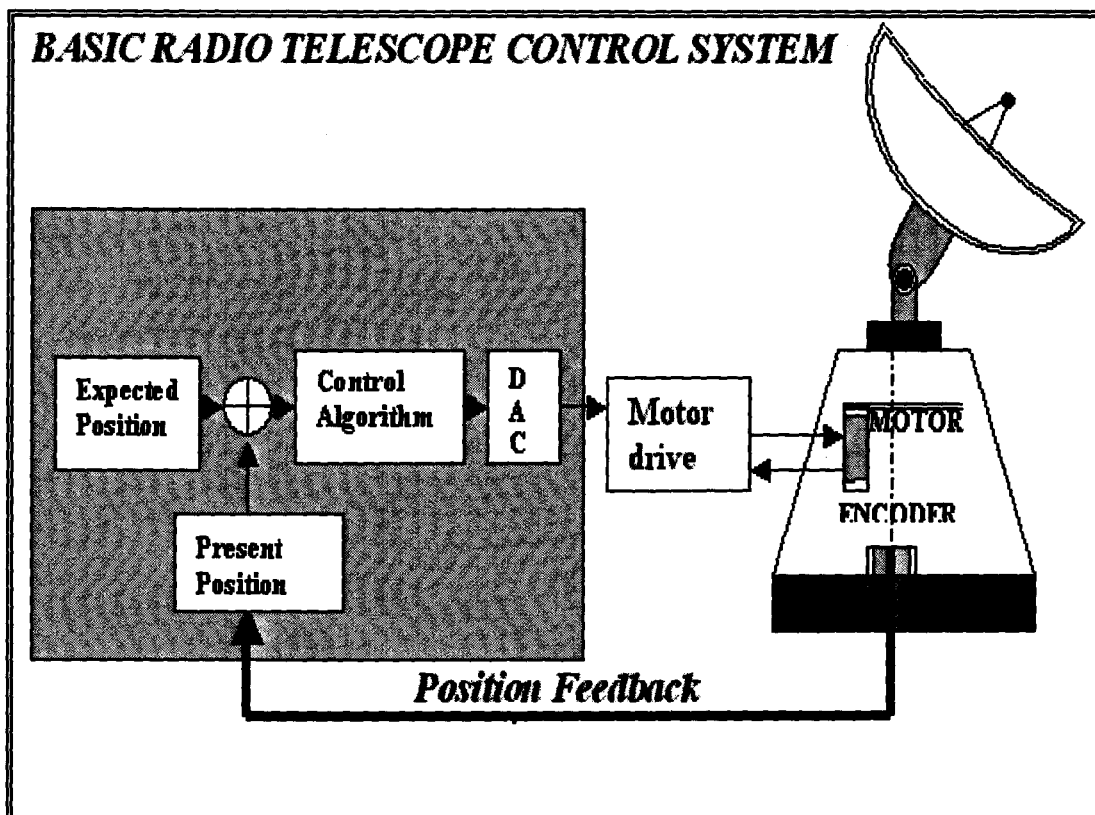 BASIC RADIO TELESCOPE CONTROL SYSTEM
Expected
Position
Control
Algorithm
D
A
C
Motor
drive
MOTOR
ENCODER
Present
Position
Position Feedback